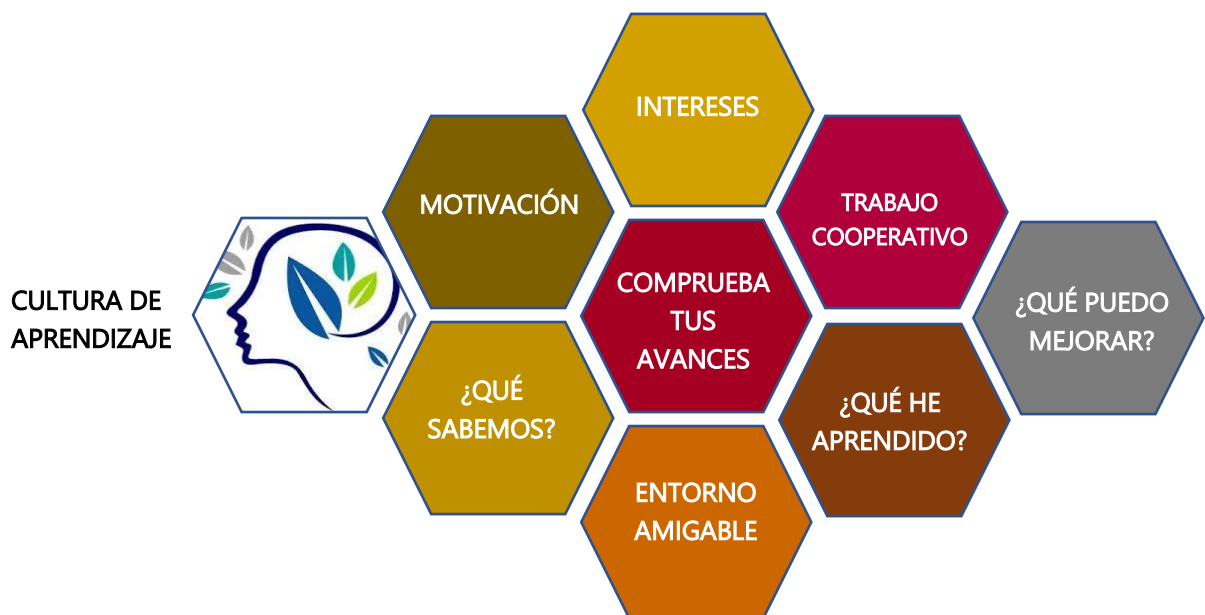 CULTURA DE
APRENDIZAJE
MOTIVACIÓN
¿QUÉ
SABEMOS?
INTERESES
COMPRUEBA
TUS
AVANCES
ENTORNO
AMIGABLE
TRABAJO
COOPERATIVO
¿QUÉ HE
APRENDIDO?
¿QUÉ PUEDO
MEJORAR?